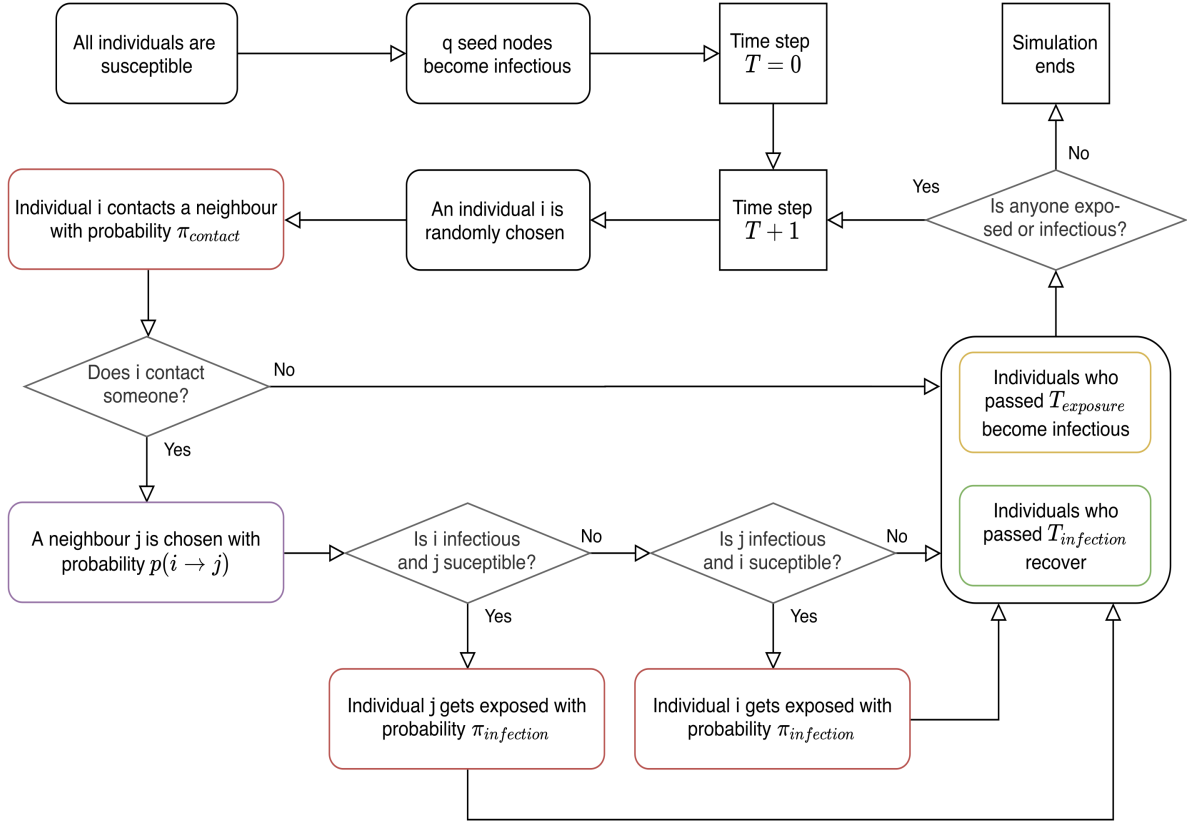 All individuals are
susceptible
q seed nodes
become infectious
Time step
T = 0
Simulation
ends
No
Individual i contacts a neighbour
with probability π_contact
An individual i is
randomly chosen
Time step
T + 1
Yes
Is anyone expo-
sed or infectious?
Does i contact
someone?
No
Yes
Individuals who
passed T_exposure
become infectious
A neighbour j is chosen with
probability p(i → j)
Is i infectious
and j suceptible?
No
Is j infectious
and i suceptible?
No
Individuals who
passed T_infection
recover
Yes
Yes
Individual j gets exposed with
probability π_infection
Individual i gets exposed with
probability π_infection